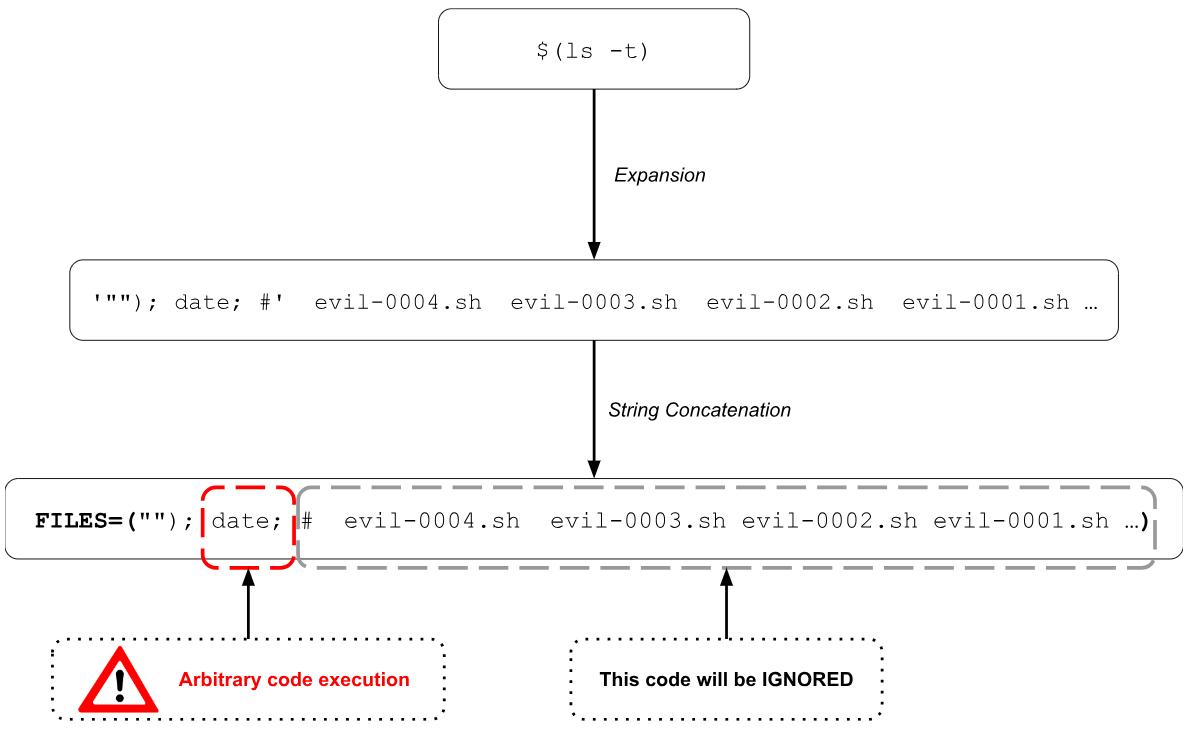 $(ls -t)
Expansion
'""); date; #' evil-0004.sh evil-0003.sh evil-0002.sh evil-0001.sh …
String Concatenation
FILES=(""); date; # evil-0004.sh evil-0003.sh evil-0002.sh evil-0001.sh …)
! Arbitrary code execution This code will be IGNORED